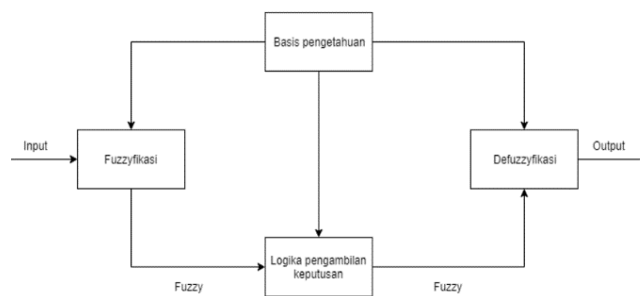 Basis pengetahuan
Input
Fuzzyfikasi
Defuzzyfikasi
Output
Logika pengambilan
keputusan
Fuzzy
Fuzzy